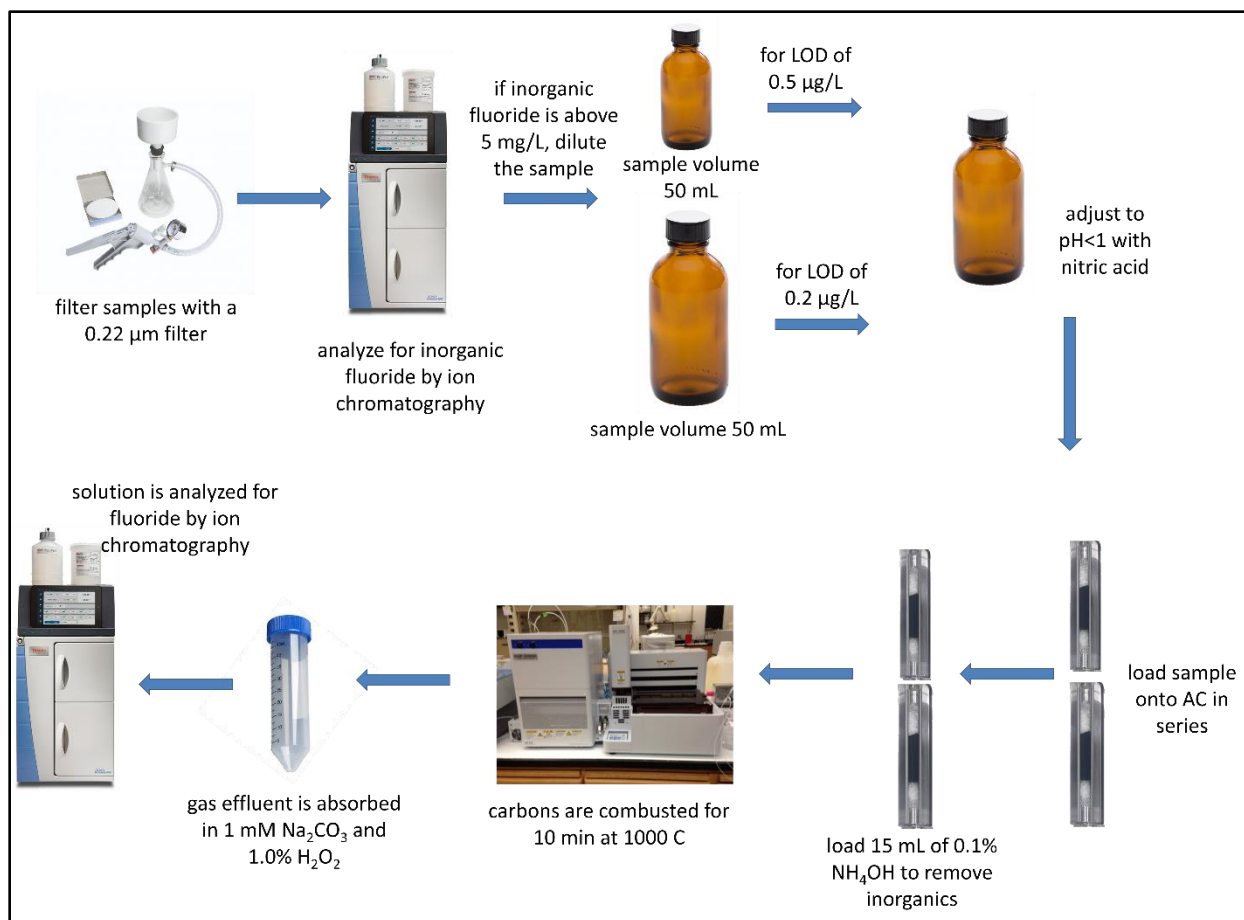 filter samples with a
0.22 µm filter
analyze for inorganic
fluoride by ion
chromatography
if inorganic
fluoride is above
5 mg/L, dilute
the sample
sample volume
50 mL
for LOD of
0.5 µg/L
sample volume 50 mL
for LOD of
0.2 µg/L
adjust to
pH<1 with
nitric acid
load sample
onto AC in
series
load 15 mL of 0.1%
NH₄OH to remove
inorganics
carbons are combusted for
10 min at 1000 C
gas effluent is absorbed
in 1 mM Na₂CO₃ and
1.0% H₂O₂
solution is analyzed for
fluoride by ion
chromatography